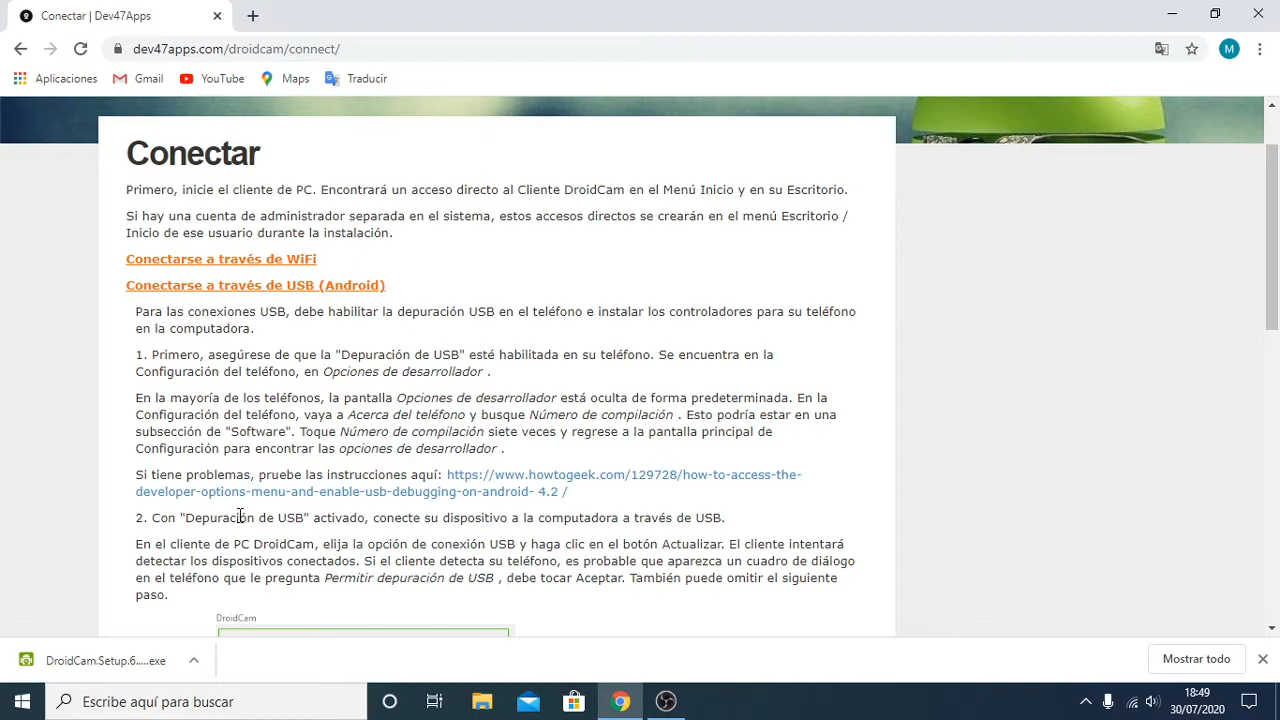 Conectar | Dev47Apps
dev47apps.com/droidcam/connect/
M
Aplicaciones Gmail YouTube Maps Traducir
Conectar
Primero, inicie el cliente de PC. Encontrará un acceso directo al Cliente DroidCam en el Menú Inicio y en su Escritorio.
Si hay una cuenta de administrador separada en el sistema, estos accesos directos se crearán en el menú Escritorio /
Inicio de ese usuario durante la instalación.
Conectarse a través de WiFi
Conectarse a través de USB (Android)
Para las conexiones USB, debe habilitar la depuración USB en el teléfono e instalar los controladores para su teléfono
en la computadora.
1. Primero, asegúrese de que la "Depuración de USB" esté habilitada en su teléfono. Se encuentra en la
Configuración del teléfono, en Opciones de desarrollador .
En la mayoría de los teléfonos, la pantalla Opciones de desarrollador está oculta de forma predeterminada. En la
Configuración del teléfono, vaya a Acerca del teléfono y busque Número de compilación . Esto podría estar en una
subsección de "Software". Toque Número de compilación siete veces y regrese a la pantalla principal de
Configuración para encontrar las opciones de desarrollador .
Si tiene problemas, pruebe las instrucciones aquí: https://www.howtogeek.com/129728/how-to-access-the-
developer-options-menu-and-enable-usb-debugging-on-android- 4.2 /
2. Con "Depuración de USB" activado, conecte su dispositivo a la computadora a través de USB.
En el cliente de PC DroidCam, elija la opción de conexión USB y haga clic en el botón Actualizar. El cliente intentará
detectar los dispositivos conectados. Si el cliente detecta su teléfono, es probable que aparezca un cuadro de diálogo
en el teléfono que le pregunta Permitir depuración de USB , debe tocar Aceptar. También puede omitir el siguiente
paso.
DroidCam
DroidCam.Setup.6.....exe
Mostrar todo
Escribe aquí para buscar
18:49
30/07/2020